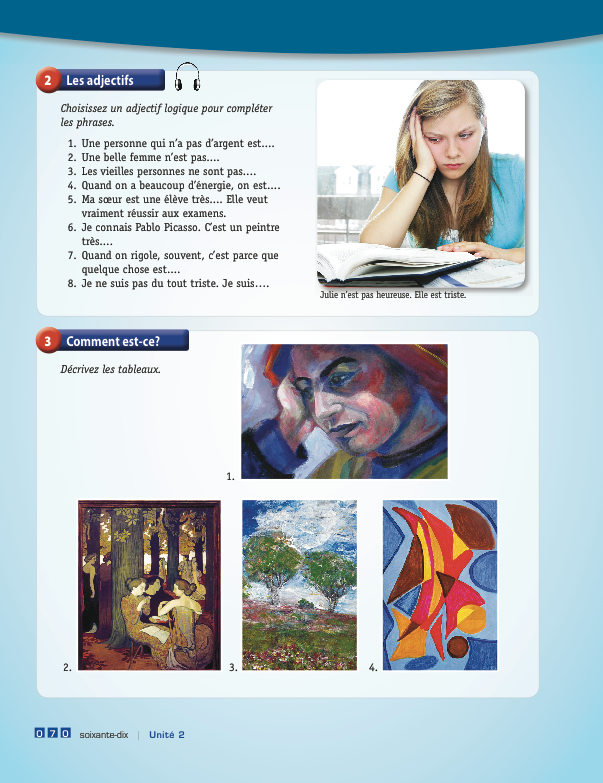 2 Les adjectifs
Choisissez un adjectif logique pour compléter
les phrases.
1. Une personne qui n'a pas d'argent est....
2. Une belle femme n'est pas....
3. Les vieilles personnes ne sont pas....
4. Quand on a beaucoup d'énergie, on est....
5. Ma sœur est une élève très.... Elle veut
vraiment réussir aux examens.
6. Je connais Pablo Picasso. C'est un peintre
très....
7. Quand on rigole, souvent, c'est parce que
quelque chose est....
8. Je ne suis pas du tout triste. Je suis....
Julie n'est pas heureuse. Elle est triste.
3 Comment est-ce?
Décrivez les tableaux.
1.
2.
3.
4.
070 soixante-dix | Unité 2